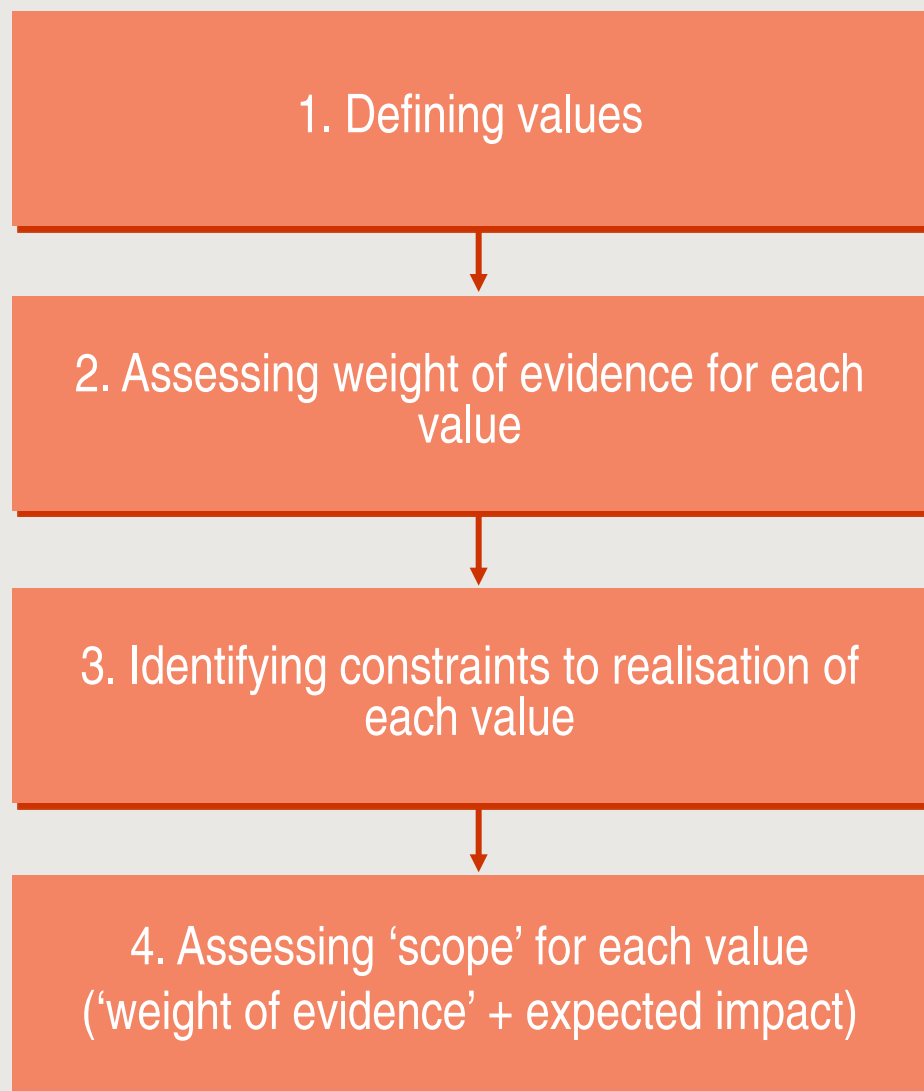 1. Defining values
2. Assessing weight of evidence for each
value
3. Identifying constraints to realisation of
each value
4. Assessing ‘scope’ for each value
(‘weight of evidence’ + expected impact)